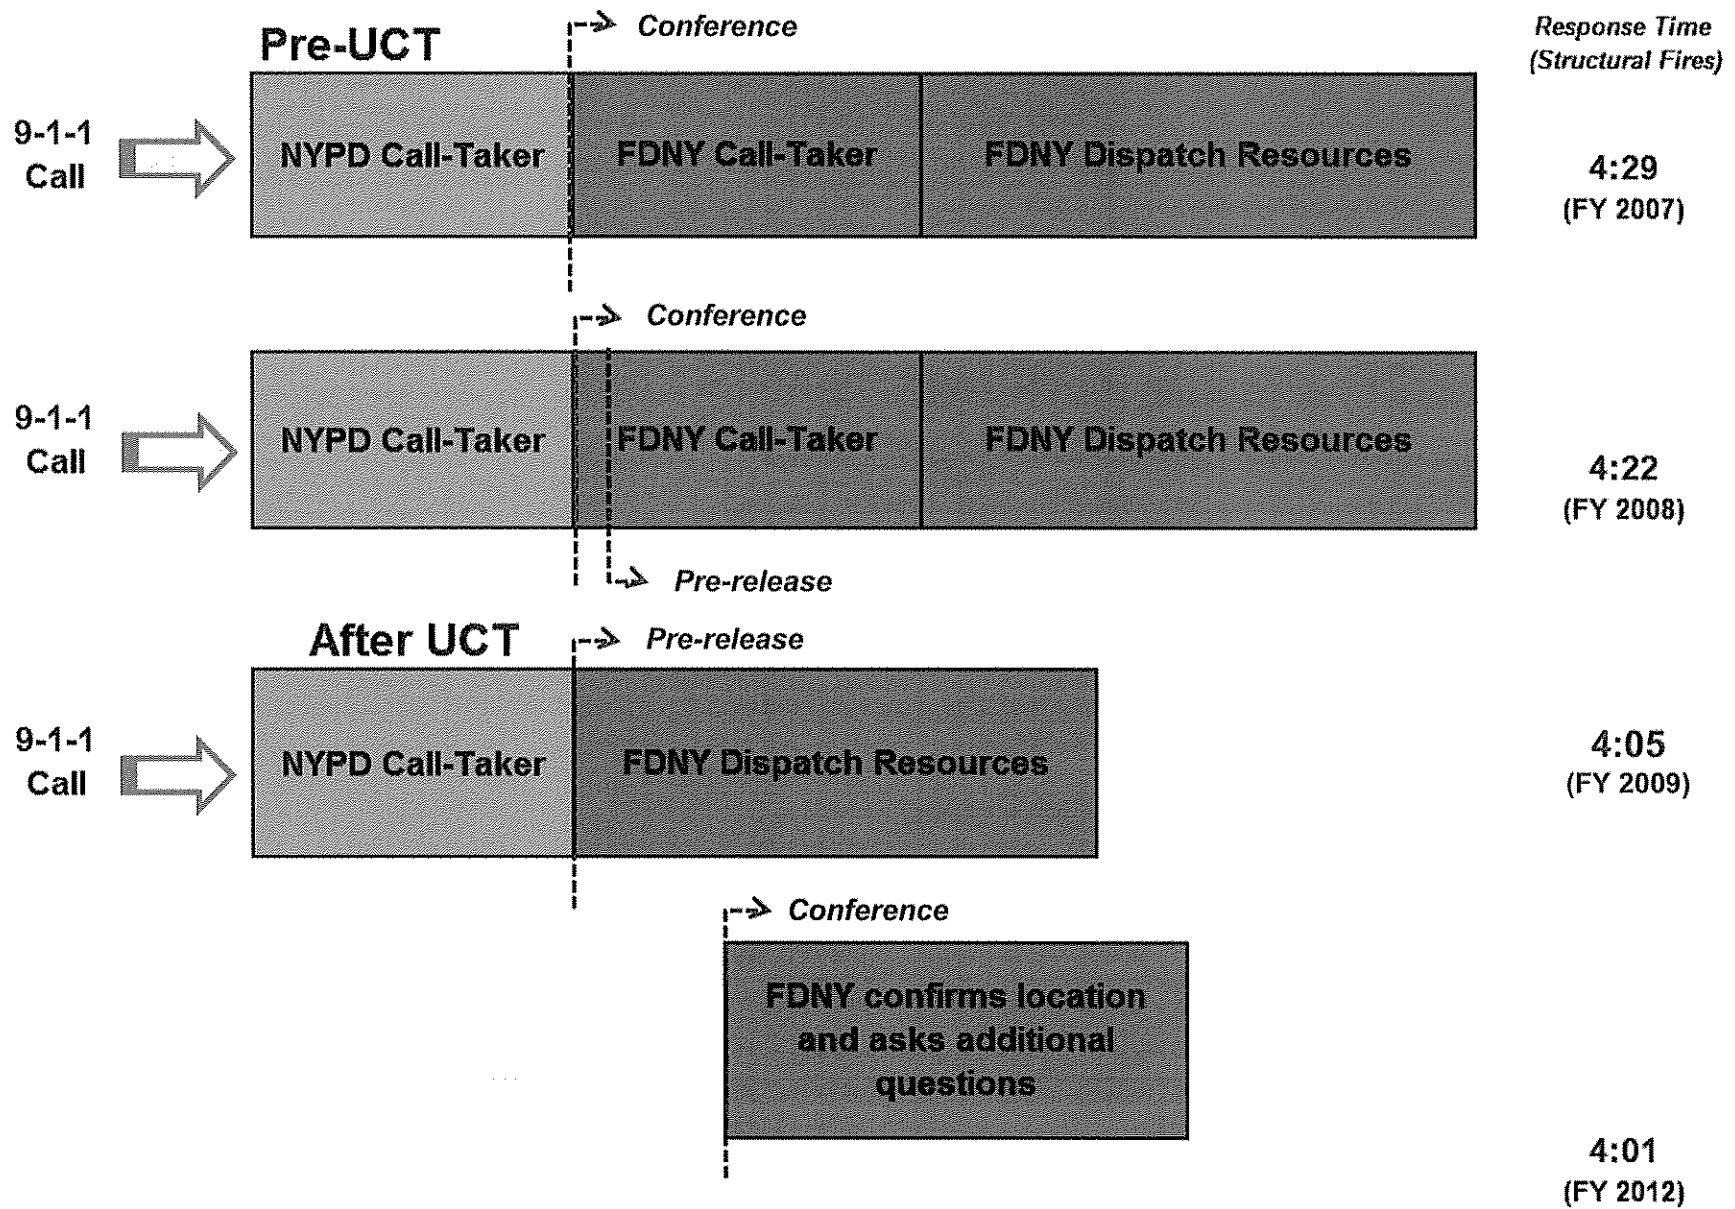 Pre-UCT
Conference
Response Time
(Structural Fires)
9-1-1
Call
NYPD Call-Taker
FDNY Call-Taker
FDNY Dispatch Resources
4:29
(FY 2007)
Conference
9-1-1
Call
NYPD Call-Taker
FDNY Call-Taker
FDNY Dispatch Resources
4:22
(FY 2008)
Pre-release
After UCT
Pre-release
9-1-1
Call
NYPD Call-Taker
FDNY Dispatch Resources
4:05
(FY 2009)
Conference
FDNY confirms location
and asks additional
questions
4:01
(FY 2012)